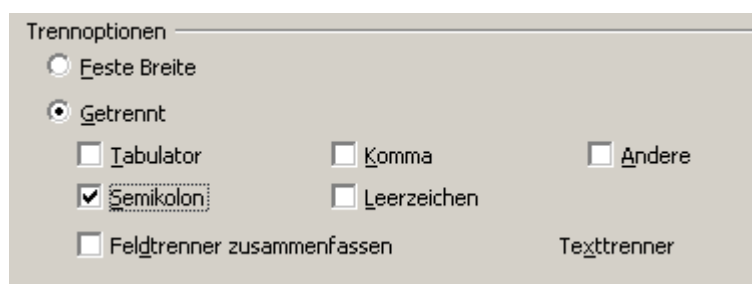 Trennoptionen
Feste Breite
Getrennt
Tabulator Komma Andere
Semikolon Leerzeichen
Feldtrenner zusammenfassen Texttrenner